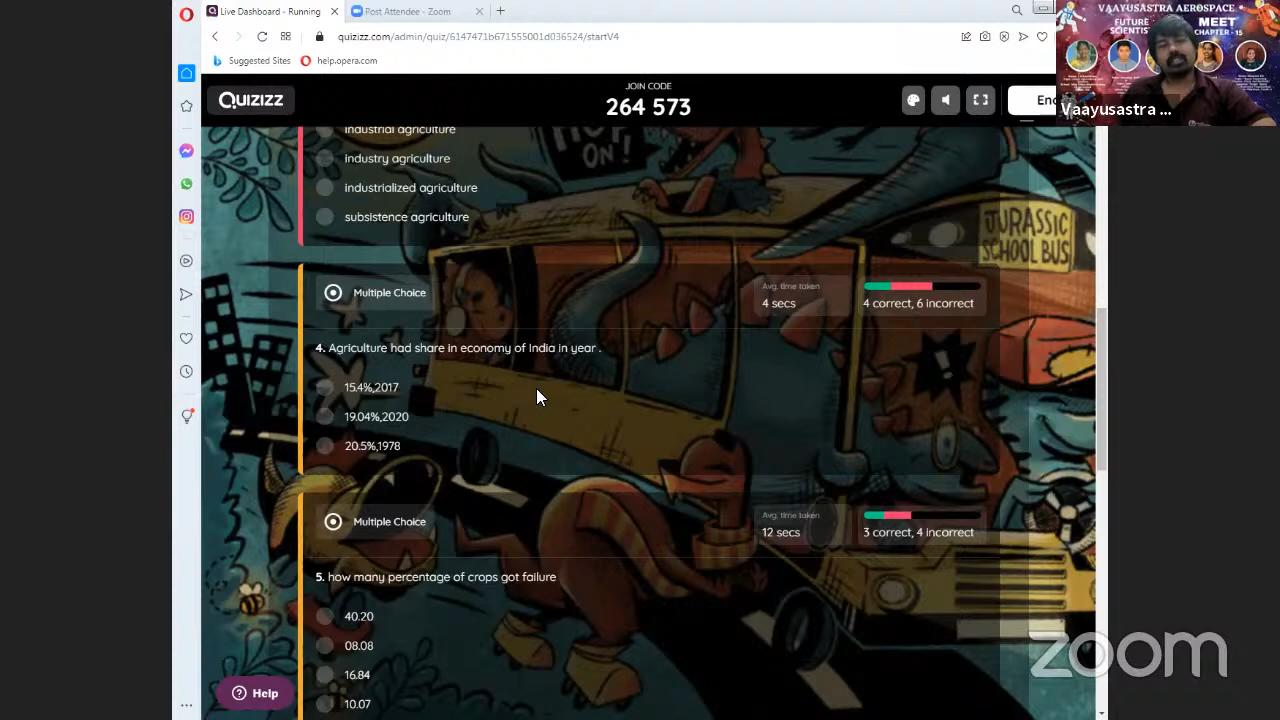 Live Dashboard - Running
Post Attendee - Zoom
quizizz.com/admin/quiz/6147471b671555001d036524/startV4
Suggested Sites
help.opera.com
VAAYUSASTRA AEROSPACE
FUTURE
MEET
CHAPTER - 15
Vaayusastra ...
QUIZIZZ
JOIN CODE
264 573
industrial agriculture
industry agriculture
industrialized agriculture
subsistence agriculture
ON!
JURASSIC
SCHOOL BUS
Multiple Choice
Avg. time taken
4 secs
4 correct, 6 incorrect
4. Agriculture had share in economy of India in year .
15.4%,2017
19.04%,2020
20.5%,1978
Multiple Choice
Avg. time taken
12 secs
3 correct, 4 incorrect
5. how many percentage of crops got failure
40.20
08.08
16.84
10.07
Help
zoom